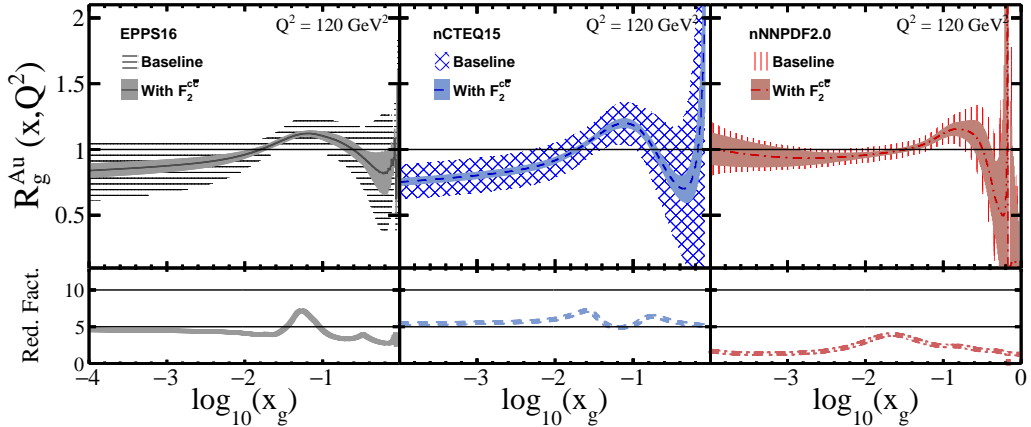 R_g^Au (x,Q²)
2
1.5
1
0.5
EPPS16
Q² = 120 GeV²
Baseline
With F₂^cc̄
nCTEQ15
Q² = 120 GeV²
Baseline
With F₂^cc̄
nNNPDF2.0
Q² = 120 GeV²
Baseline
With F₂^cc̄
Red. Fact.
10
5
0
−4 −3 −2 −1
−3 −2 −1
−3 −2 −1 0
log₁₀(x_g)
log₁₀(x_g)
log₁₀(x_g)